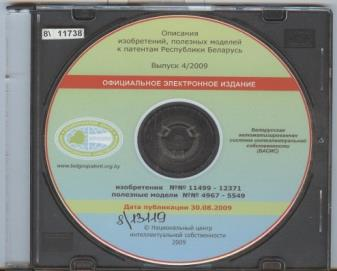 8\ 11738
Описания
изобретений, полезных моделей
к патентам Республики Беларусь
Выпуск 4/2009
ОФИЦИАЛЬНОЕ ЭЛЕКТРОННОЕ ИЗДАНИЕ
Белорусская
автоматизированная
система интеллектуальной
собственности
(БАСИС)
www.belgospatent.org.by
изобретения №№ 11499 - 12371
полезные модели №№ 4967 - 5549
Дата публикации 30.08.2009
8/13119
© Национальный центр
интеллектуальной собственности
2009